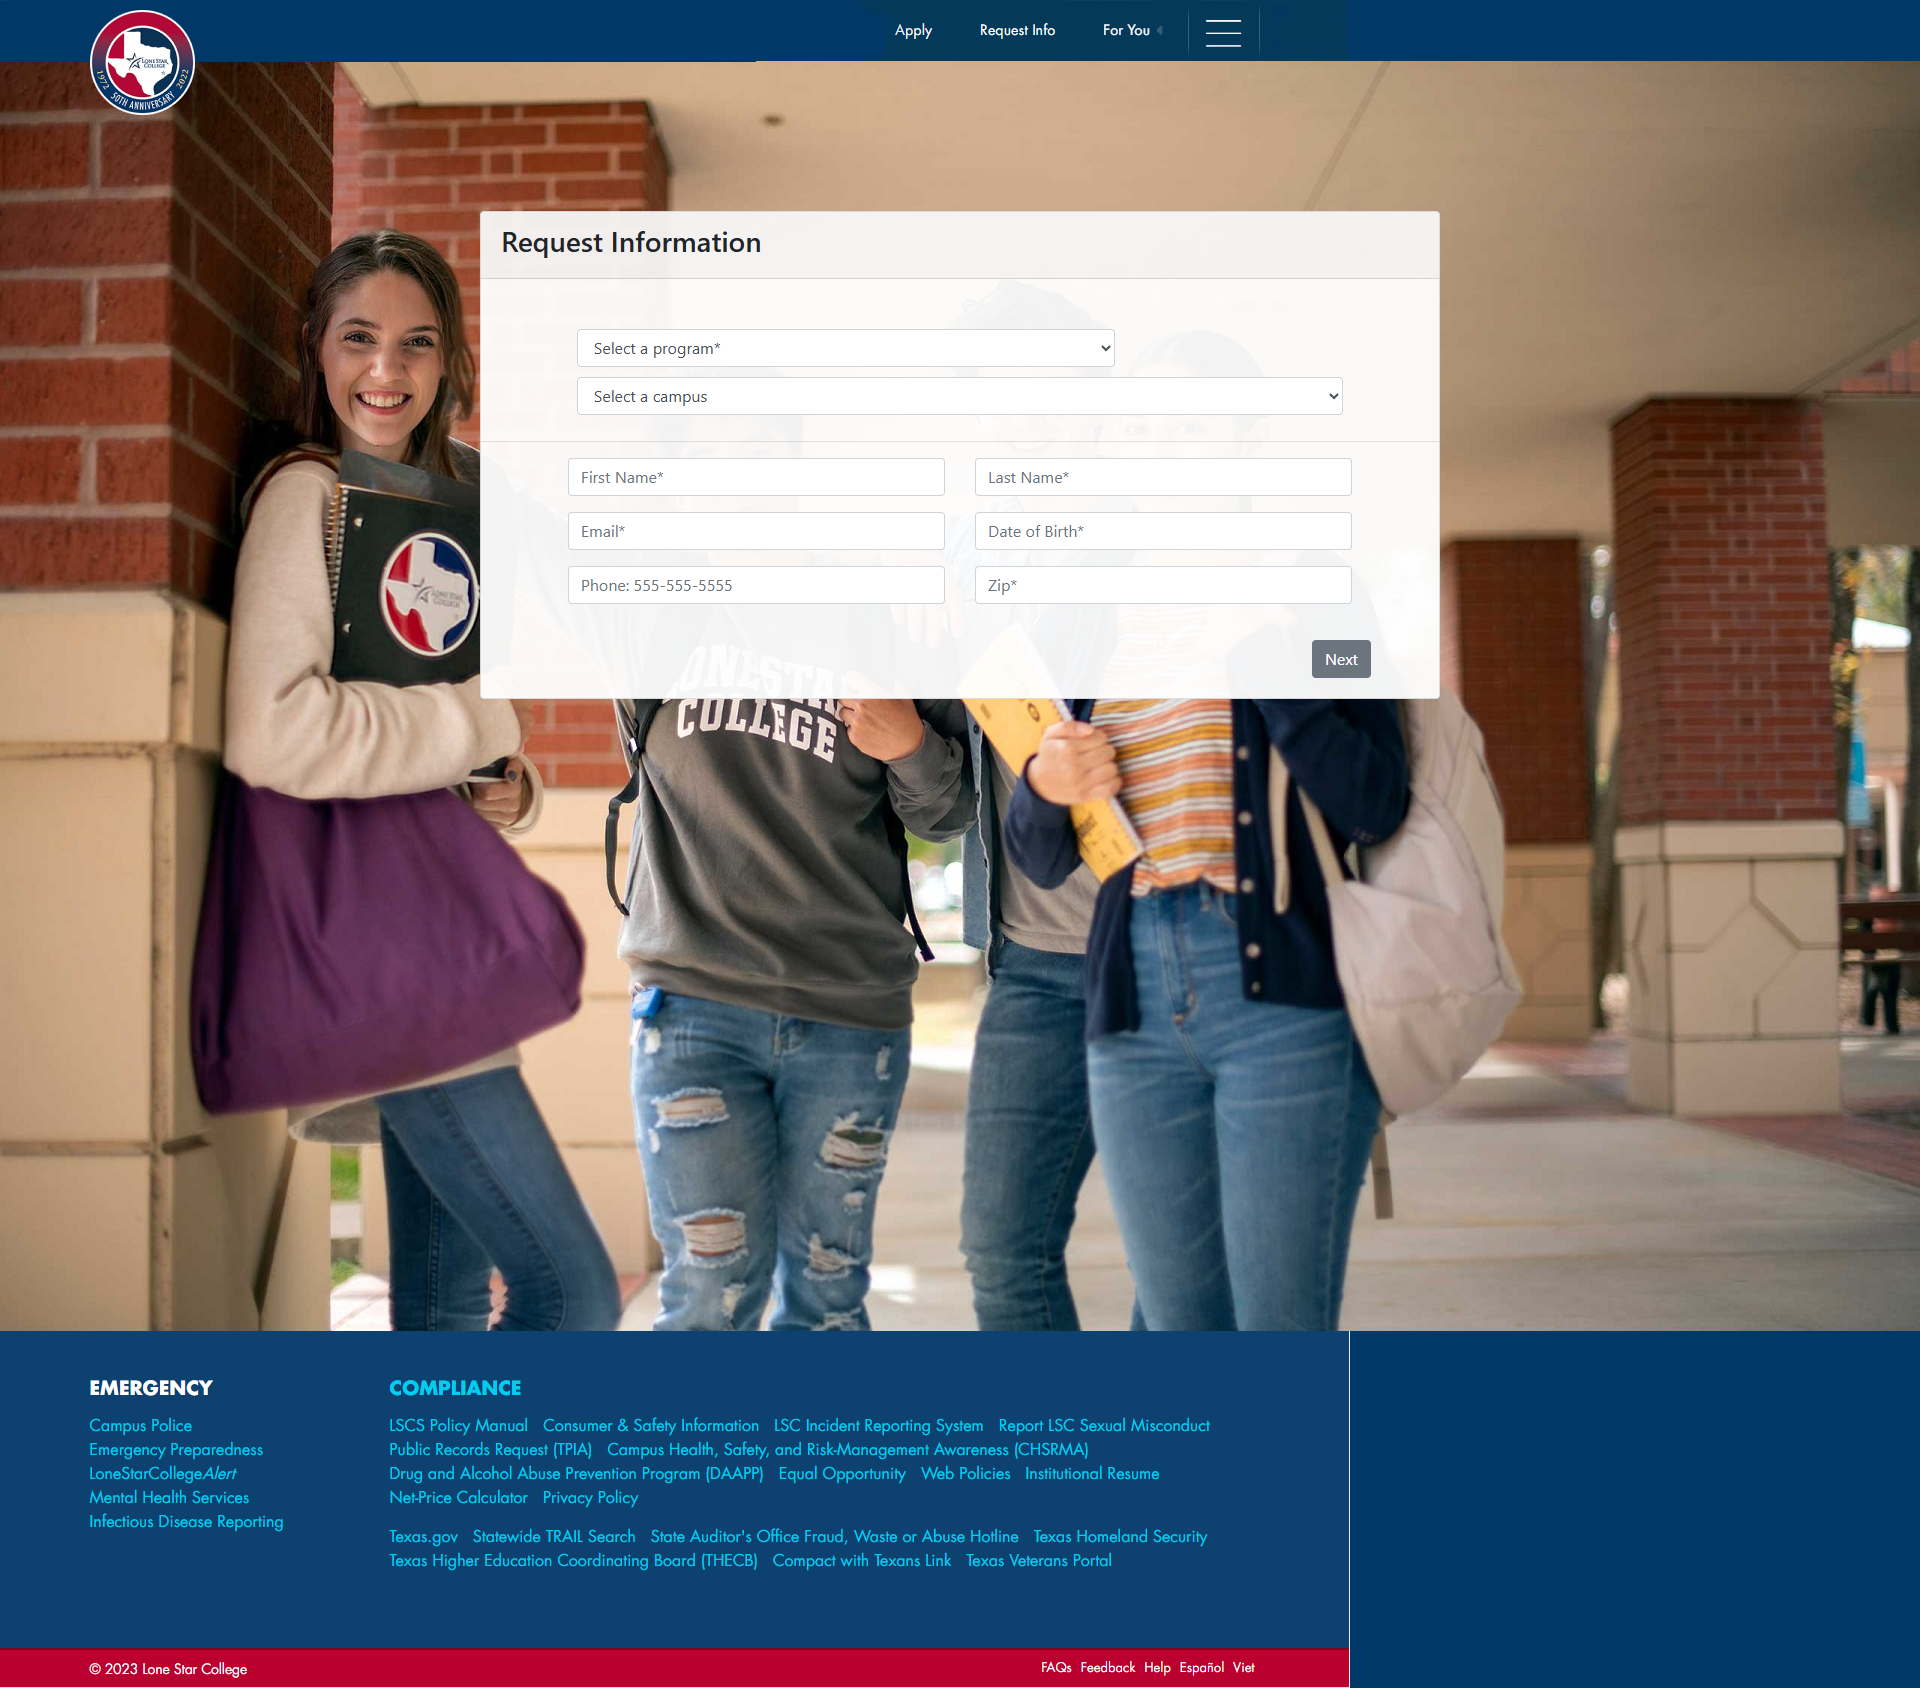 Apply
Request Info
For You
LONE STAR
COLLEGE
1972 50TH ANNIVERSARY 2022
Request Information
Select a program*
Select a campus
First Name*
Last Name*
Email*
Date of Birth*
Phone: 555-555-5555
Zip*
Next
LONE STAR
COLLEGE
ONESTA
COLLEGE
EMERGENCY
Campus Police
Emergency Preparedness
LoneStarCollegeAlert
Mental Health Services
Infectious Disease Reporting
COMPLIANCE
LSCS Policy Manual Consumer & Safety Information LSC Incident Reporting System Report LSC Sexual Misconduct
Public Records Request (TPIA) Campus Health, Safety, and Risk-Management Awareness (CHSRMA)
Drug and Alcohol Abuse Prevention Program (DAAPP) Equal Opportunity Web Policies Institutional Resume
Net-Price Calculator Privacy Policy
Texas.gov Statewide TRAIL Search State Auditor's Office Fraud, Waste or Abuse Hotline Texas Homeland Security
Texas Higher Education Coordinating Board (THECB) Compact with Texans Link Texas Veterans Portal
© 2023 Lone Star College
FAQs Feedback Help Español Viet